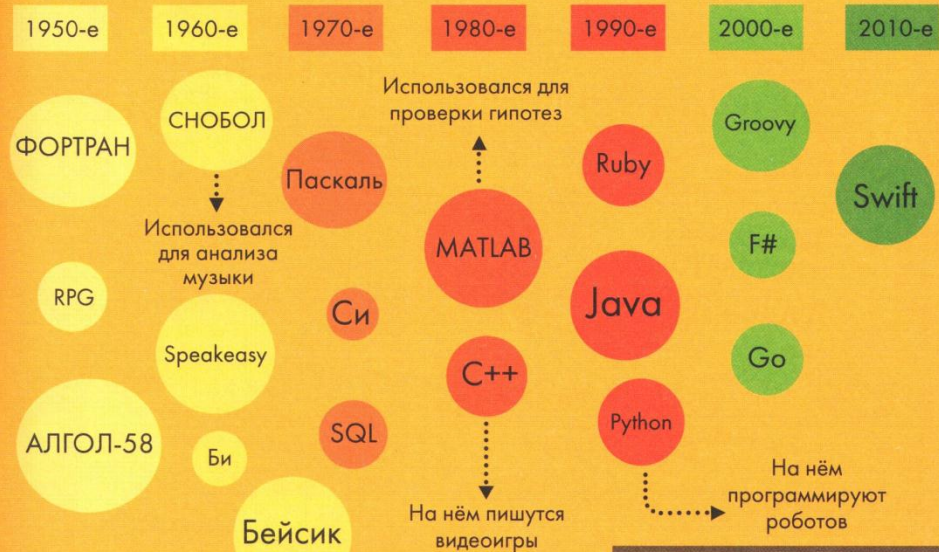 1950-е
1960-е
1970-е
1980-е
1990-е
2000-е
2010-е
ФОРТРАН
RPG
АЛГОЛ-58
СНОБОЛ
Использовался
для анализа
музыки
Speakeasy
Би
Бейсик
Паскаль
Си
SQL
Использовался для
проверки гипотез
MATLAB
C++
На нём пишутся
видеоигры
Ruby
Java
Python
На нём
программируют
роботов
Groovy
F#
Go
Swift